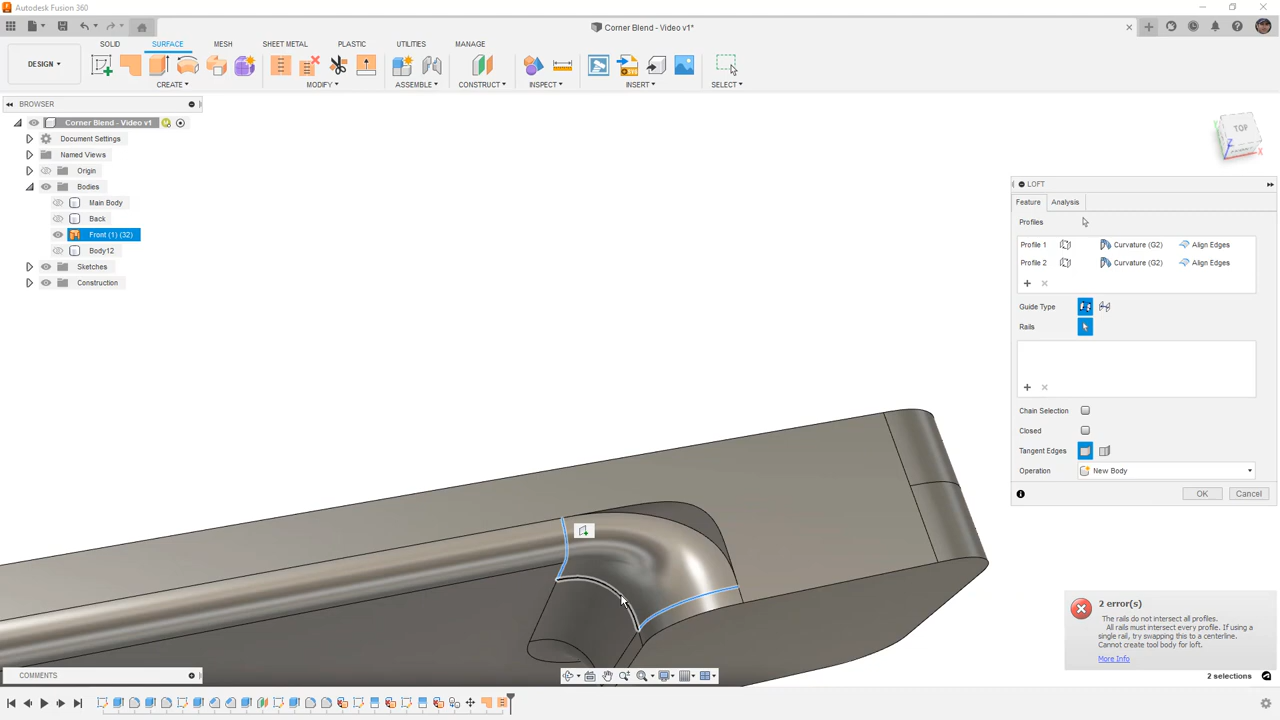 Autodesk Fusion 360
Corner Blend - Video v1*
DESIGN
SOLID SURFACE MESH SHEET METAL PLASTIC UTILITIES MANAGE
CREATE MODIFY ASSEMBLE CONSTRUCT INSPECT INSERT SELECT
BROWSER
Corner Blend - Video v1
Document Settings
Named Views
Origin
Bodies
Main Body
Back
Front (1) (32)
Body12
Sketches
Construction
TOP
LOFT
Feature Analysis
Profiles
Profile 1 Curvature (G2) Align Edges
Profile 2 Curvature (G2) Align Edges
Guide Type
Rails
Chain Selection
Closed
Tangent Edges
Operation New Body
OK Cancel
2 error(s)
The rails do not intersect all profiles.
All rails must intersect every profile. If using a
single rail, try swapping this to a centerline.
Cannot create tool body for loft.
More Info
2 selections
COMMENTS